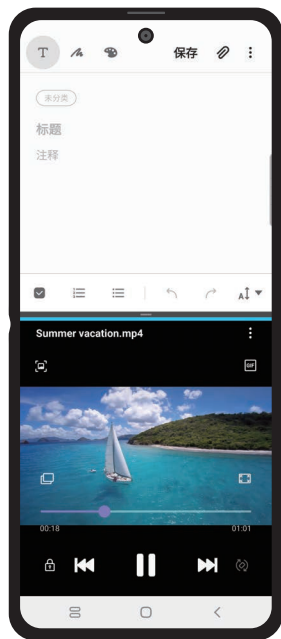 T 保存
未分类
标题
注释
A
Summer vacation.mp4
GIF
00:18 01:01